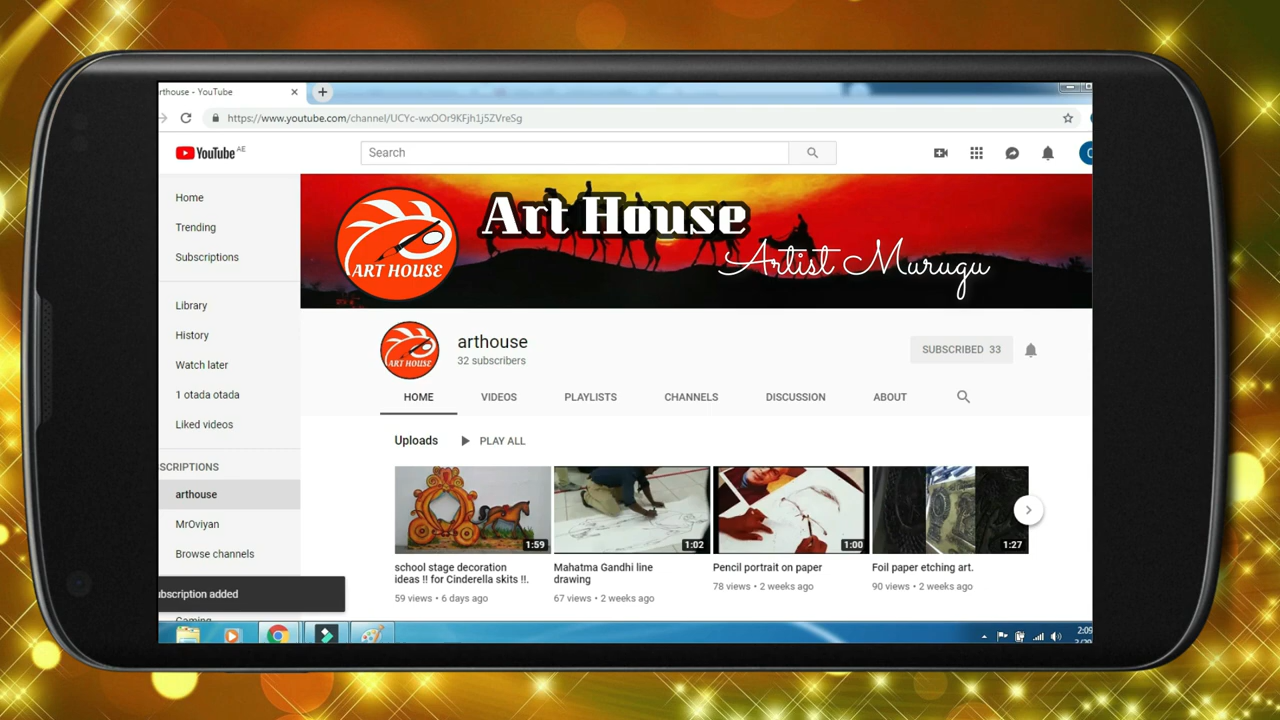 rthouse - YouTube
https://www.youtube.com/channel/UCYc-wxOOr9KFjh1j5ZVreSg
YouTube AE
Search
Home
Trending
Subscriptions
Library
History
Watch later
1 otada otada
Liked videos
SCRIPTIONS
arthouse
MrOviyan
Browse channels
ubscription added
Gaming
ART HOUSE
Art House
Artist Murugu
ART HOUSE
arthouse
32 subscribers
SUBSCRIBED 33
HOME VIDEOS PLAYLISTS CHANNELS DISCUSSION ABOUT
Uploads PLAY ALL
1:59
1:02
1:00
1:27
school stage decoration
ideas !! for Cinderella skits !!.
59 views • 6 days ago
Mahatma Gandhi line
drawing
67 views • 2 weeks ago
Pencil portrait on paper
78 views • 2 weeks ago
Foil paper etching art.
90 views • 2 weeks ago
2:09